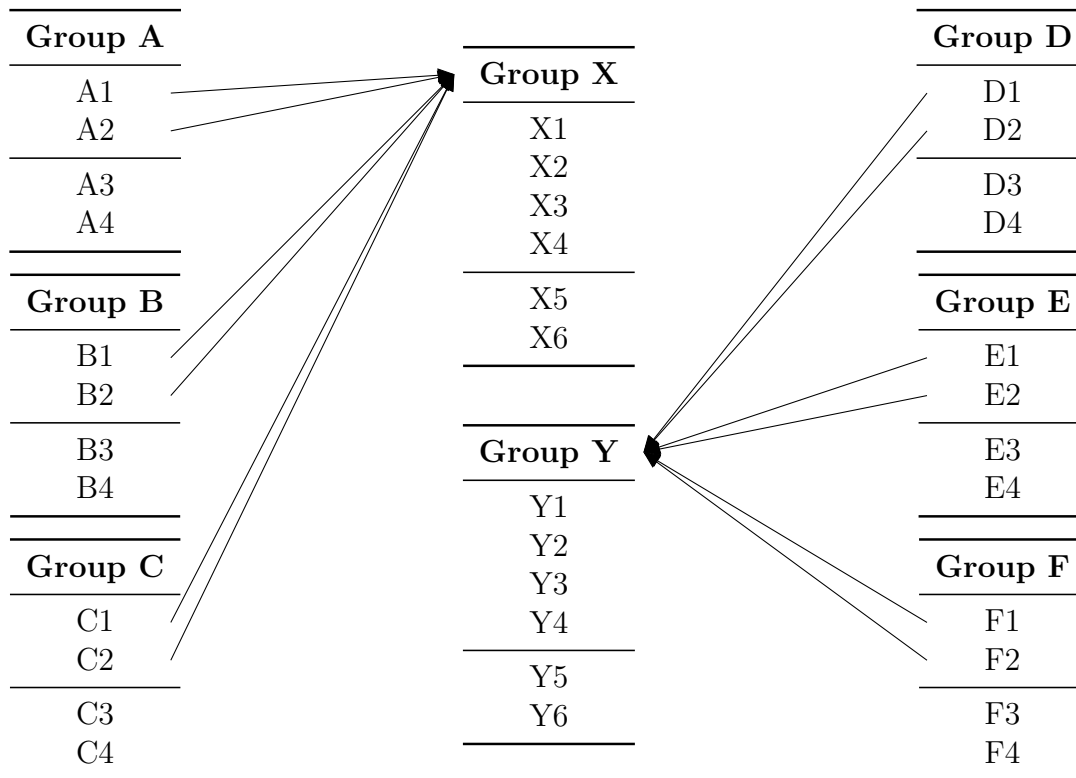 Group A
A1
A2
A3
A4
Group B
B1
B2
B3
B4
Group C
C1
C2
C3
C4
Group X
X1
X2
X3
X4
X5
X6
Group Y
Y1
Y2
Y3
Y4
Y5
Y6
Group D
D1
D2
D3
D4
Group E
E1
E2
E3
E4
Group F
F1
F2
F3
F4